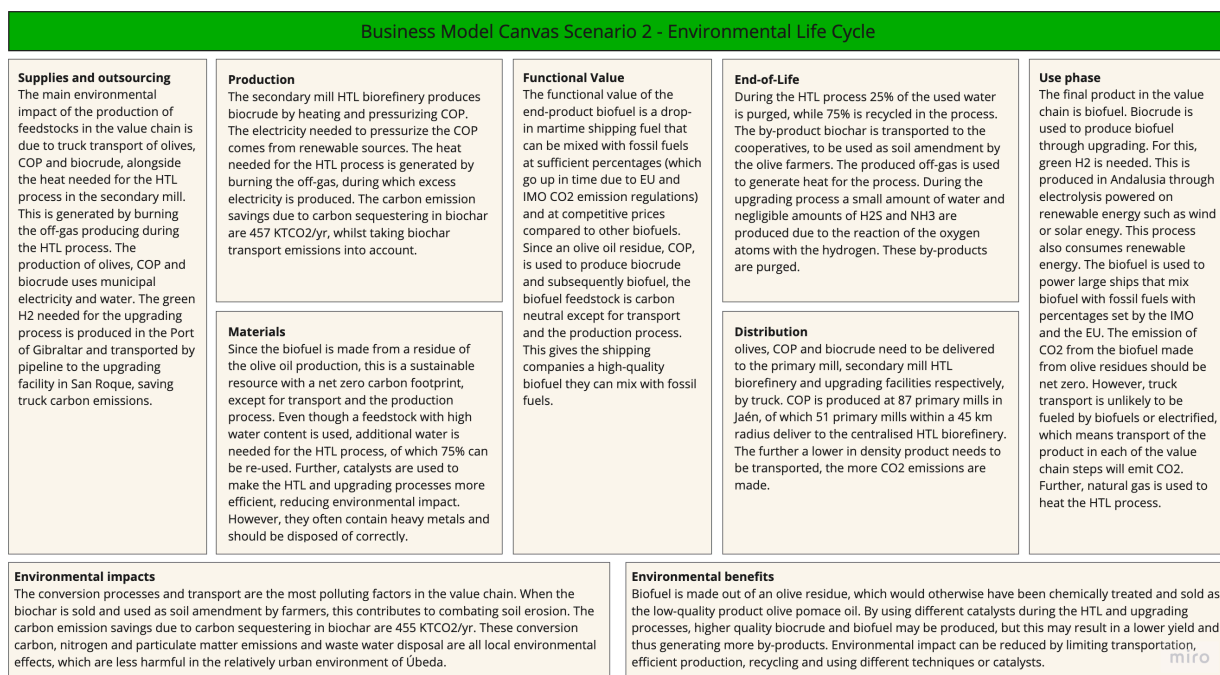 Business Model Canvas Scenario 2 - Environmental Life Cycle
Supplies and outsourcing
The main environmental
impact of the production of
feedstocks in the value chain is
due to truck transport of olives,
COP and biocrude, alongside
the heat needed for the HTL
process in the secondary mill.
This is generated by burning
the off-gas producing during
the HTL process. The
production of olives, COP and
biocrude uses municipal
electricity and water. The green
H2 needed for the upgrading
process is produced in the Port
of Gibraltar and transported by
pipeline to the upgrading
facility in San Roque, saving
truck carbon emissions.
Production
The secondary mill HTL biorefinery produces
biocrude by heating and pressurizing COP.
The electricity needed to pressurize the COP
comes from renewable sources. The heat
needed for the HTL process is generated by
burning the off-gas, during which excess
electricity is produced. The carbon emission
savings due to carbon sequestering in biochar
are 457 KTCO2/yr, whilst taking biochar
transport emissions into account.
Materials
Since the biofuel is made from a residue of
the olive oil production, this is a sustainable
resource with a net zero carbon footprint,
except for transport and the production
process. Even though a feedstock with high
water content is used, additional water is
needed for the HTL process, of which 75% can
be re-used. Further, catalysts are used to
make the HTL and upgrading processes more
efficient, reducing environmental impact.
However, they often contain heavy metals and
should be disposed of correctly.
Functional Value
The functional value of the
end-product biofuel is a drop-
in martime shipping fuel that
can be mixed with fossil fuels
at sufficient percentages (which
go up in time due to EU and
IMO CO2 emission regulations)
and at competitive prices
compared to other biofuels.
Since an olive oil residue, COP,
is used to produce biocrude
and subsequently biofuel, the
biofuel feedstock is carbon
neutral except for transport
and the production process.
This gives the shipping
companies a high-quality
biofuel they can mix with fossil
fuels.
End-of-Life
During the HTL process 25% of the used water
is purged, while 75% is recycled in the process.
The by-product biochar is transported to the
cooperatives, to be used as soil amendment by
the olive farmers. The produced off-gas is used
to generate heat for the process. During the
upgrading process a small amount of water and
negligible amounts of H2S and NH3 are
produced due to the reaction of the oxygen
atoms with the hydrogen. These by-products
are purged.
Distribution
olives, COP and biocrude need to be delivered
to the primary mill, secondary mill HTL
biorefinery and upgrading facilities respectively,
by truck. COP is produced at 87 primary mills in
Jaén, of which 51 primary mills within a 45 km
radius deliver to the centralised HTL biorefinery.
The further a lower in density product needs to
be transported, the more CO2 emissions are
made.
Use phase
The final product in the value
chain is biofuel. Biocrude is
used to produce biofuel
through upgrading. For this,
green H2 is needed. This is
produced in Andalusia through
electrolysis powered on
renewable energy such as wind
or solar enegy. This process
also consumes renewable
energy. The biofuel is used to
power large ships that mix
biofuel with fossil fuels with
percentages set by the IMO
and the EU. The emission of
CO2 from the biofuel made
from olive residues should be
net zero. However, truck
transport is unlikely to be
fueled by biofuels or electrified,
which means transport of the
product in each of the value
chain steps will emit CO2.
Further, natural gas is used to
heat the HTL process.
Environmental impacts
The conversion processes and transport are the most polluting factors in the value chain. When the
biochar is sold and used as soil amendment by farmers, this contributes to combating soil erosion. The
carbon emission savings due to carbon sequestering in biochar are 455 KTCO2/yr. These conversion
carbon, nitrogen and particulate matter emissions and waste water disposal are all local environmental
effects, which are less harmful in the relatively urban environment of Úbeda.
Environmental benefits
Biofuel is made out of an olive residue, which would otherwise have been chemically treated and sold as
the low-quality product olive pomace oil. By using different catalysts during the HTL and upgrading
processes, higher quality biocrude and biofuel may be produced, but this may result in a lower yield and
thus generating more by-products. Environmental impact can be reduced by limiting transportation,
efficient production, recycling and using different techniques or catalysts.
miro